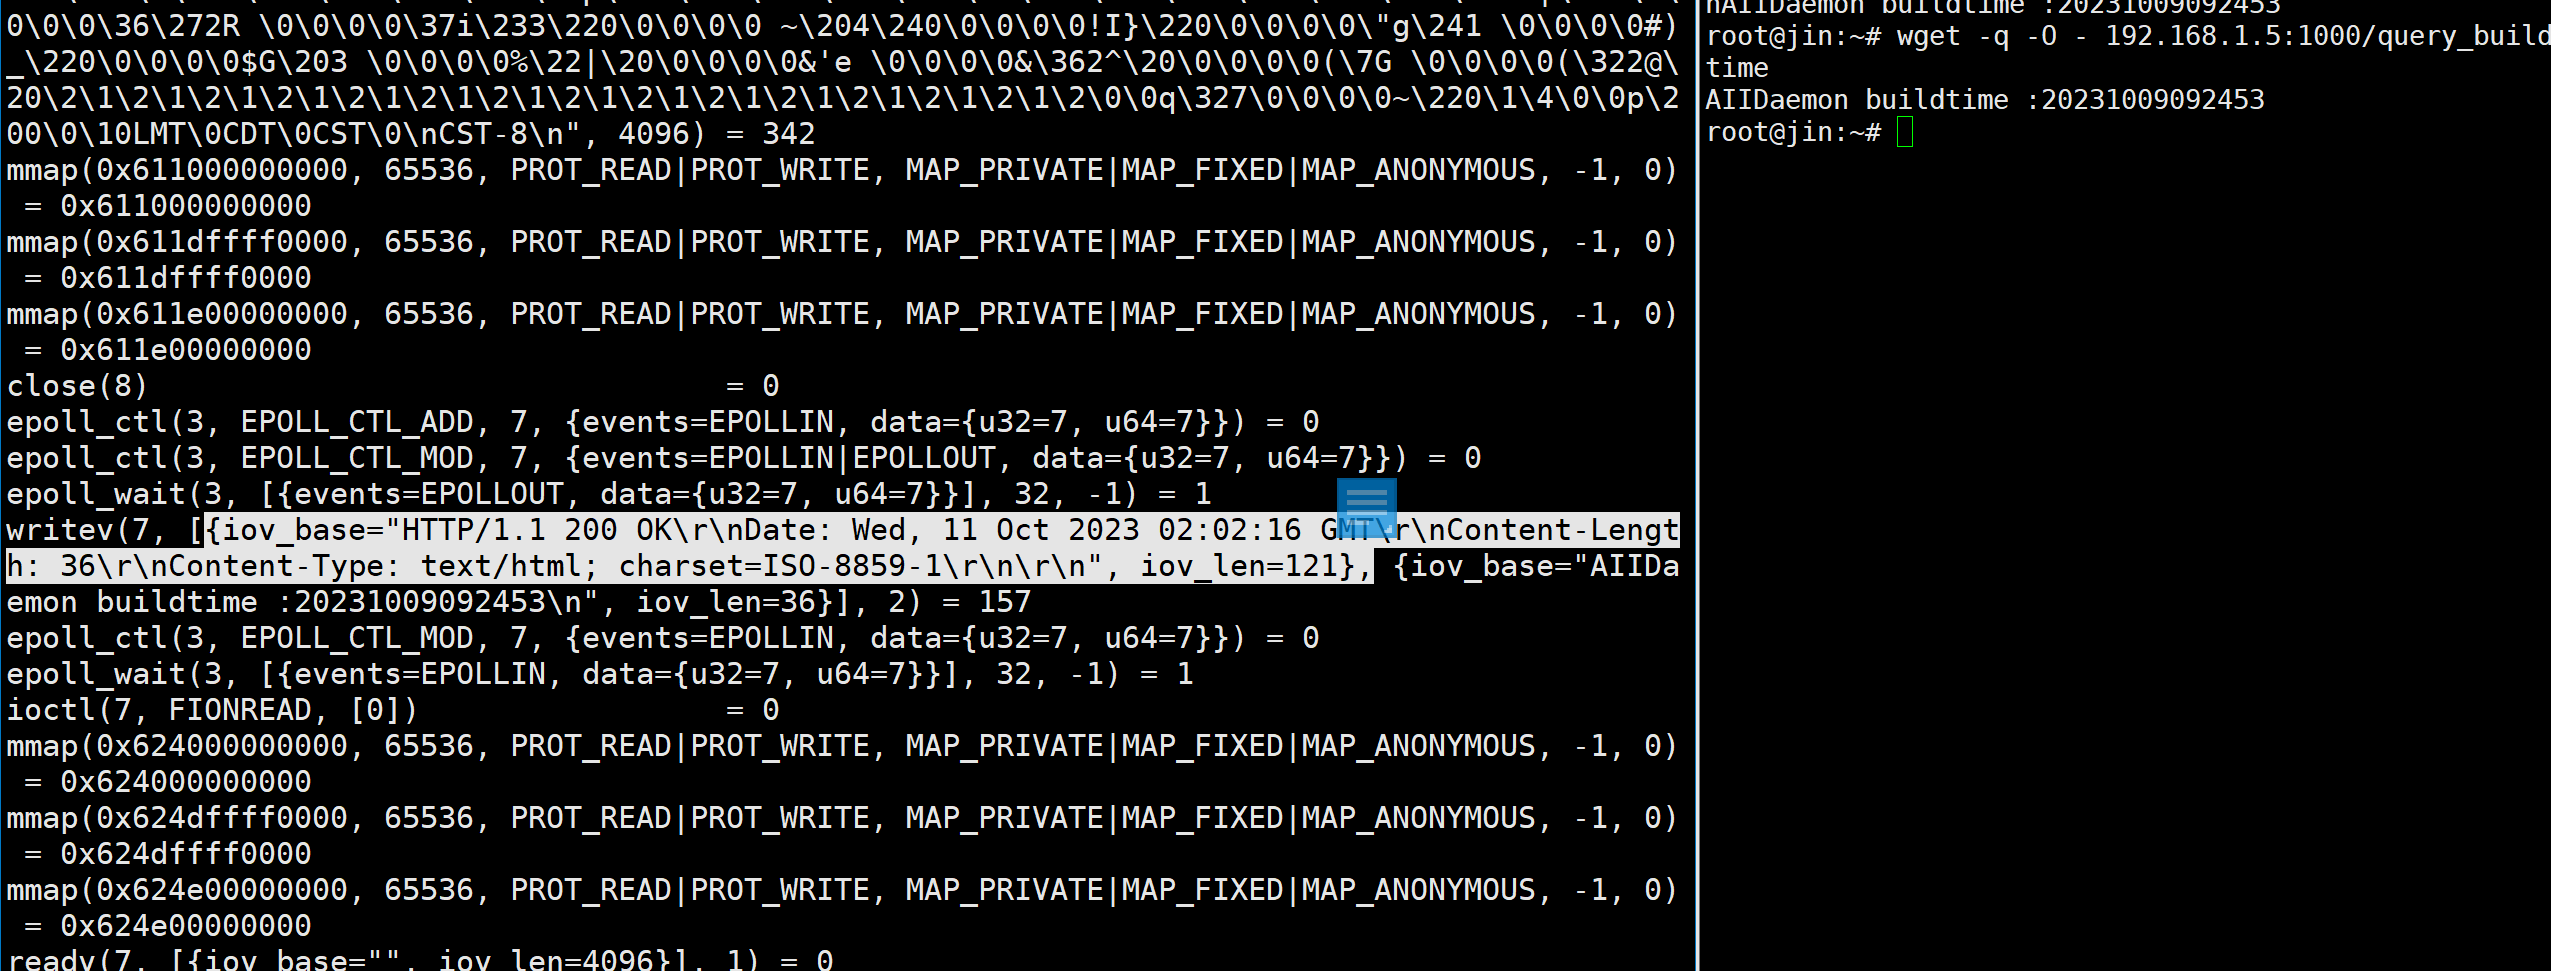 0\0\0\36\272R \0\0\0\0\37i\233\220\0\0\0\0 ~\204\240\0\0\0\0!I}\220\0\0\0\0\"g\241 \0\0\0\0#)
_\220\0\0\0\0$G\203 \0\0\0\0%\22|\20\0\0\0\0&'e \0\0\0\0&\362^\20\0\0\0\0(\7G \0\0\0\0(\322@\
20\2\1\2\1\2\1\2\1\2\1\2\1\2\1\2\1\2\1\2\1\2\1\2\1\2\1\2\1\2\0\0q\327\0\0\0\0~\220\1\4\0\0p\2
00\0\10LMT\0CDT\0CST\0\nCST-8\n", 4096) = 342
mmap(0x611000000000, 65536, PROT_READ|PROT_WRITE, MAP_PRIVATE|MAP_FIXED|MAP_ANONYMOUS, -1, 0)
= 0x611000000000
mmap(0x611dffff0000, 65536, PROT_READ|PROT_WRITE, MAP_PRIVATE|MAP_FIXED|MAP_ANONYMOUS, -1, 0)
= 0x611dffff0000
mmap(0x611e00000000, 65536, PROT_READ|PROT_WRITE, MAP_PRIVATE|MAP_FIXED|MAP_ANONYMOUS, -1, 0)
= 0x611e00000000
close(8) = 0
epoll_ctl(3, EPOLL_CTL_ADD, 7, {events=EPOLLIN, data={u32=7, u64=7}}) = 0
epoll_ctl(3, EPOLL_CTL_MOD, 7, {events=EPOLLIN|EPOLLOUT, data={u32=7, u64=7}}) = 0
epoll_wait(3, [{events=EPOLLOUT, data={u32=7, u64=7}}], 32, -1) = 1
writev(7, [{iov_base="HTTP/1.1 200 OK\r\nDate: Wed, 11 Oct 2023 02:02:16 GMT\r\nContent-Lengt
h: 36\r\nContent-Type: text/html; charset=ISO-8859-1\r\n\r\n", iov_len=121}, {iov_base="AIIDa
emon buildtime :20231009092453\n", iov_len=36}], 2) = 157
epoll_ctl(3, EPOLL_CTL_MOD, 7, {events=EPOLLIN, data={u32=7, u64=7}}) = 0
epoll_wait(3, [{events=EPOLLIN, data={u32=7, u64=7}}], 32, -1) = 1
ioctl(7, FIONREAD, [0]) = 0
mmap(0x624000000000, 65536, PROT_READ|PROT_WRITE, MAP_PRIVATE|MAP_FIXED|MAP_ANONYMOUS, -1, 0)
= 0x624000000000
mmap(0x624dffff0000, 65536, PROT_READ|PROT_WRITE, MAP_PRIVATE|MAP_FIXED|MAP_ANONYMOUS, -1, 0)
= 0x624dffff0000
mmap(0x624e00000000, 65536, PROT_READ|PROT_WRITE, MAP_PRIVATE|MAP_FIXED|MAP_ANONYMOUS, -1, 0)
= 0x624e00000000
readv(7, [{iov_base="", iov_len=4096}], 1) = 0
nAIIDaemon buildtime :20231009092453
root@jin:~# wget -q -O - 192.168.1.5:1000/query_build
time
AIIDaemon buildtime :20231009092453
root@jin:~#